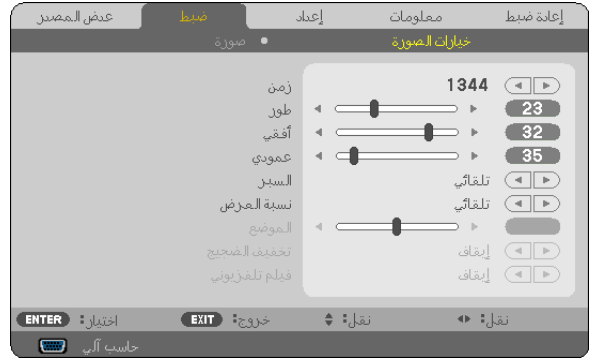 عرض المصدر ضبط إعداد معلومات إعادة ضبط
صورة • خيارات الصورة
زمن 1344
طور 23
أفقي 32
عمودي 35
السبر تلقائي
نسبة العرض تلقائي
الموضع
تخفيف الضجيج إيقاف
فيلم تلفزيوني إيقاف
ENTER اختيار: EXIT خروج: نقل: نقل:
حاسب آلي